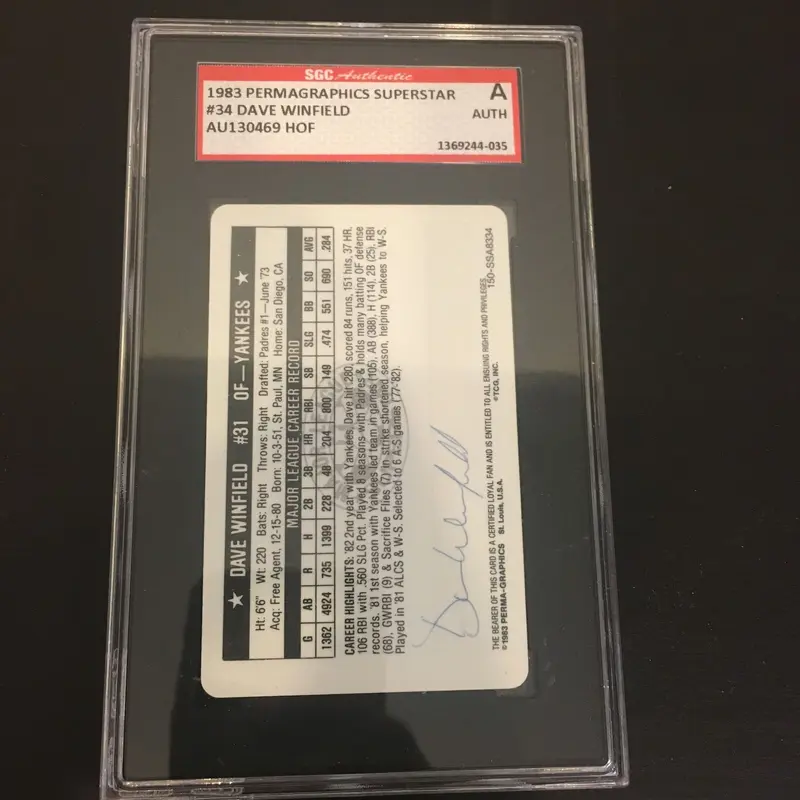 SGC Authentic
1983 PERMAGRAPHICS SUPERSTAR A
#34 DAVE WINFIELD AUTH
AU130469 HOF
1369244-035
★ DAVE WINFIELD #31 OF—YANKEES ★
Ht: 6'6" Wt: 220 Bats: Right Throws: Right Drafted: Padres #1—June '73
Acq: Free Agent, 12-15-80 Born: 10-3-51, St. Paul, MN Home: San Diego, CA
MAJOR LEAGUE CAREER RECORD
G AB R H 2B 3B HR RBI SB SLG BB SO AVG
1362 4924 735 1399 228 48 204 800 149 .474 551 690 .284
CAREER HIGHLIGHTS: '82 2nd year with Yankees, Dave hit .280, scored 84 runs, 151 hits, 37 HR,
106 RBI with .560 SLG Pct. Played 8 seasons with Padres & holds many batting OF defense
records. '81 1st season with Yankees led team in games (105), AB (388), H (114), 2B (25), RBI
(68), GWRBI (9) & Sacrifice Flies (7) in strike shortened season, helping Yankees to W-S.
Played in '81 ALCS & W-S. Selected to 6 A-S games ('77-'82).
Dave Winfield
THE BEARER OF THIS CARD IS A CERTIFIED LOYAL FAN AND IS ENTITLED TO ALL ENSUING RIGHTS AND PRIVILEGES
150-SSA8334
©1983 PERMA-GRAPHICS St. Louis, U.S.A. ©TCG, INC.